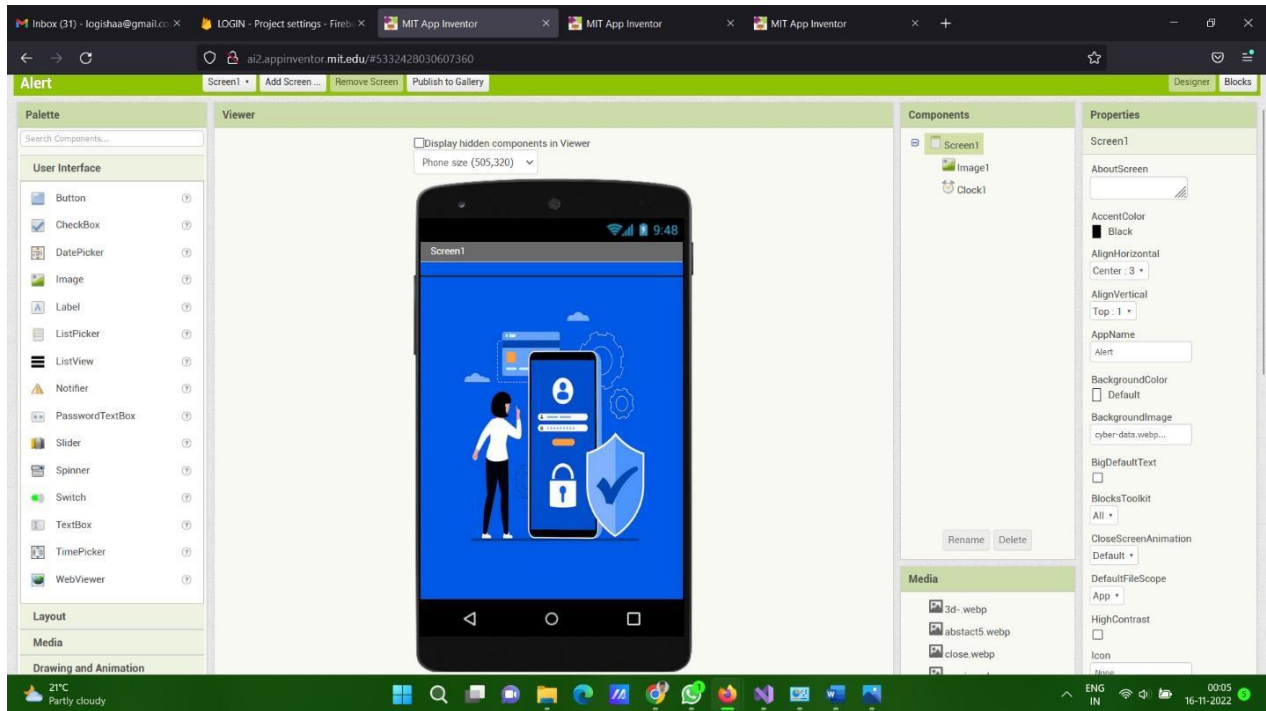 Inbox (31) - logishaa@gmail.co
LOGIN - Project settings - Fireba
MIT App Inventor
MIT App Inventor
MIT App Inventor
ai2.appinventor.mit.edu/#5332428030607360
Alert
Screen1
Add Screen ...
Remove Screen
Publish to Gallery
Designer
Blocks
Palette
Search Components...
User Interface
Button
CheckBox
DatePicker
Image
Label
ListPicker
ListView
Notifier
PasswordTextBox
Slider
Spinner
Switch
TextBox
TimePicker
WebViewer
Layout
Media
Drawing and Animation
Viewer
Display hidden components in Viewer
Phone size (505,320)
9:48
Screen1
Components
Screen1
Image1
Clock1
Rename
Delete
Media
3d-.webp
abstact5.webp
close.webp
Properties
Screen1
AboutScreen
AccentColor
Black
AlignHorizontal
Center : 3
AlignVertical
Top : 1
AppName
Alert
BackgroundColor
Default
BackgroundImage
cyber-data.webp...
BigDefaultText
BlocksToolkit
All
CloseScreenAnimation
Default
DefaultFileScope
App
HighContrast
Icon
None
21°C
Partly cloudy
ENG
IN
00:05
16-11-2022
5